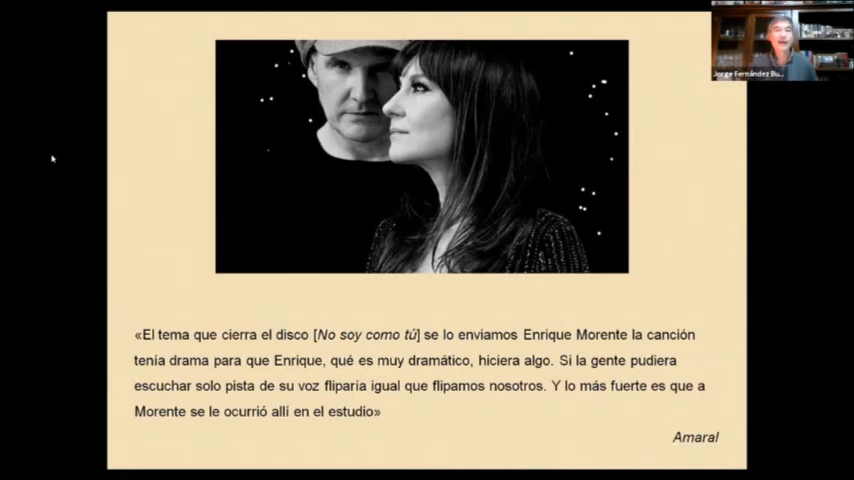 Jorge Fernández Bu...
«El tema que cierra el disco [No soy como tú] se lo enviamos Enrique Morente la canción
tenía drama para que Enrique, qué es muy dramático, hiciera algo. Si la gente pudiera
escuchar solo pista de su voz fliparía igual que flipamos nosotros. Y lo más fuerte es que a
Morente se le ocurrió allí en el estudio»
Amaral